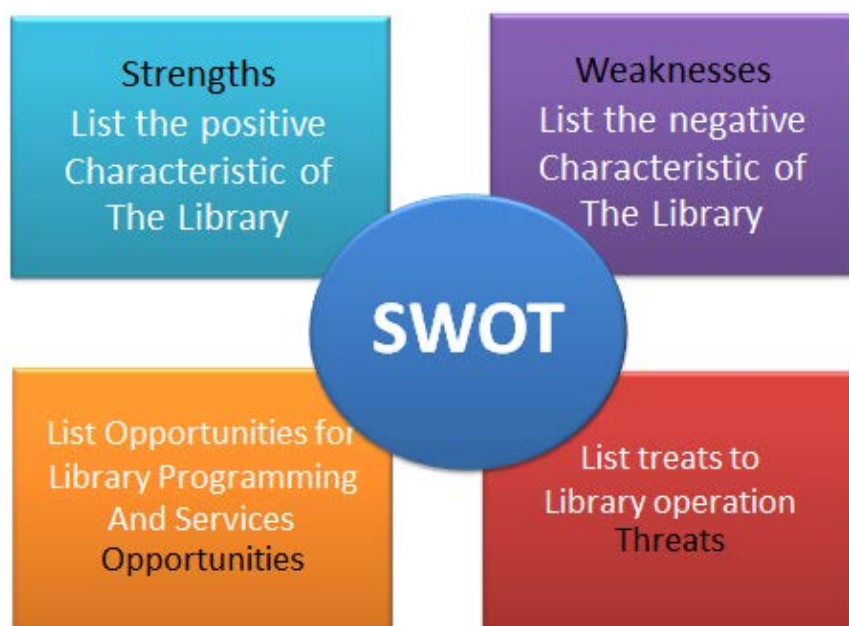 Strengths
List the positive
Characteristic of
The Library
Weaknesses
List the negative
Characteristic of
The Library
SWOT
List Opportunities for
Library Programming
And Services
Opportunities
List treats to
Library operation
Threats